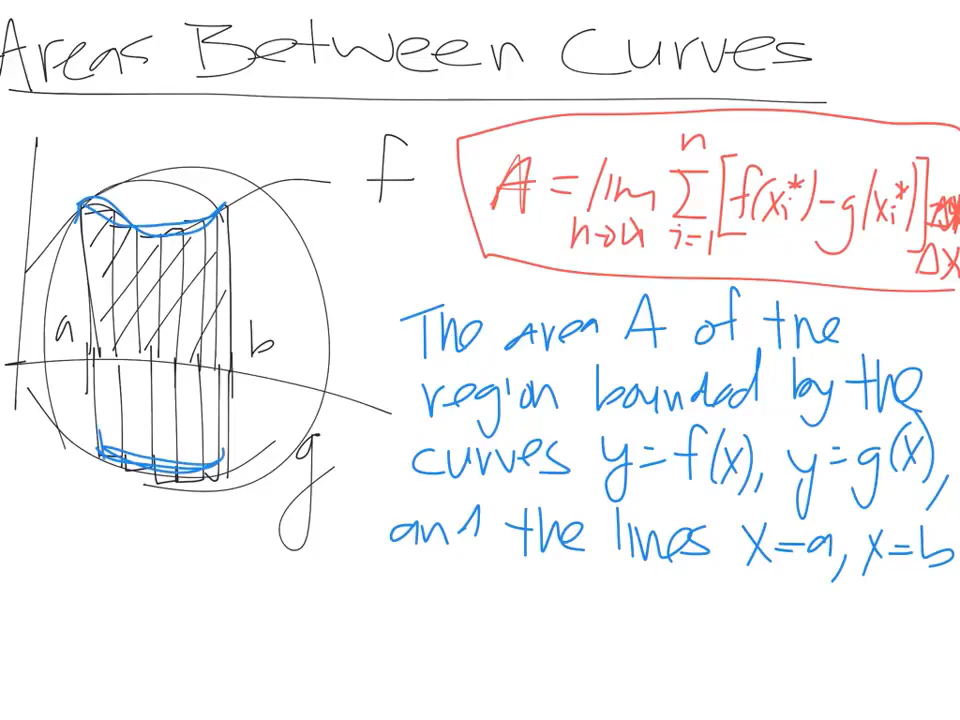 Areas Between Curves
f
A = lim n→∞ n Σ i=1 [f(xi*) - g(xi*)] Δx
a
b
g
The area A of the
region bounded by the
curves y=f(x), y=g(x),
and the lines x=a, x=b